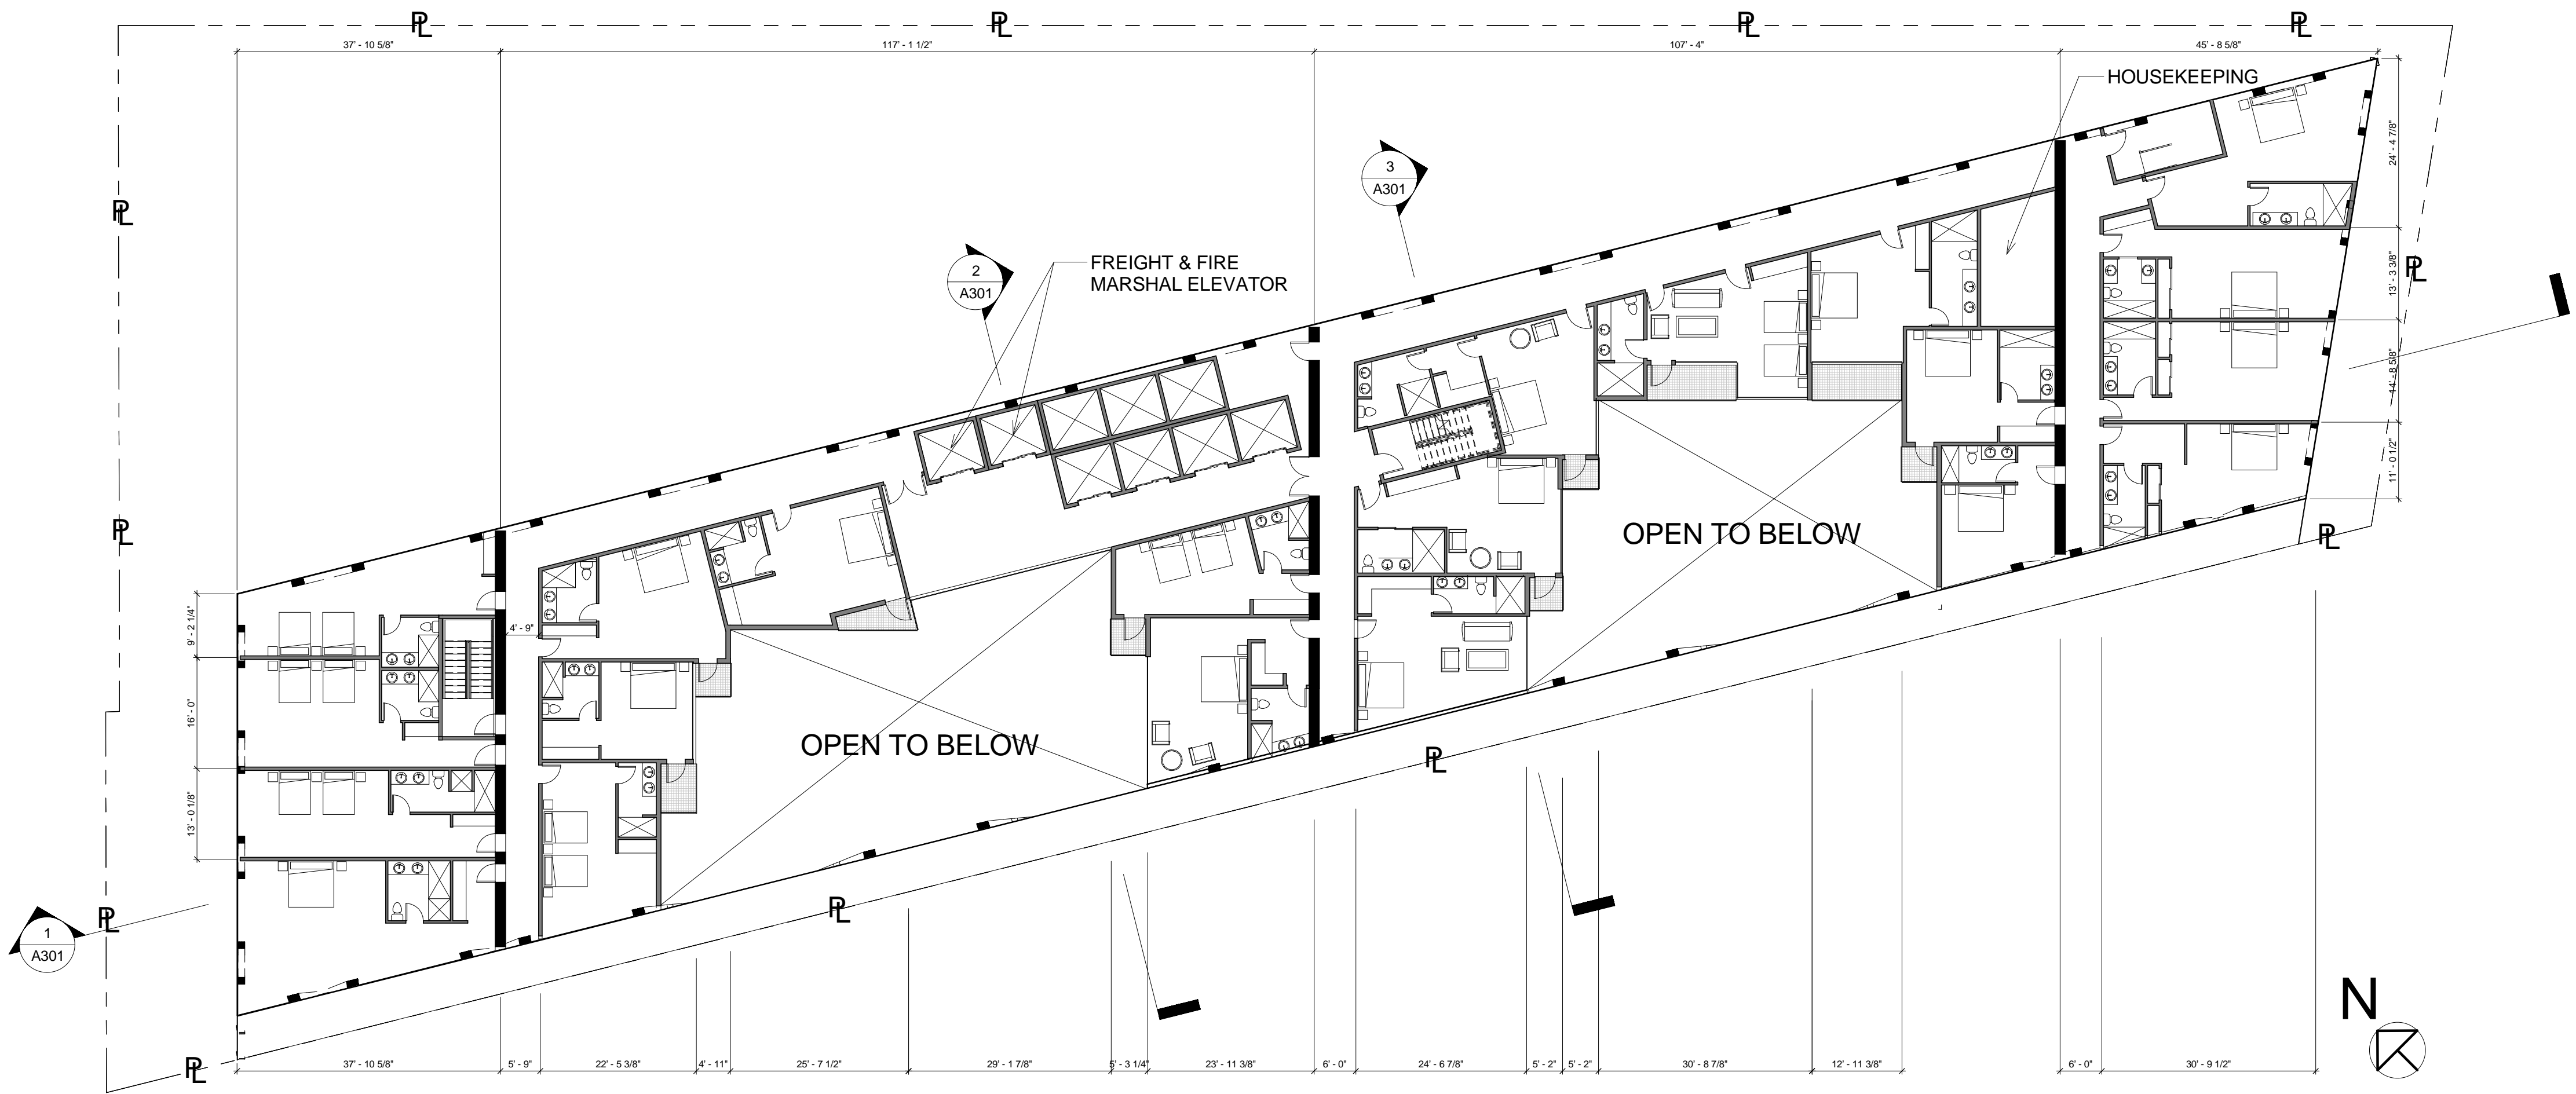 PL
PL
PL
PL
37' - 10 5/8"
117' - 1 1/2"
107' - 4"
45' - 8 5/8"
HOUSEKEEPING
24' - 4 7/8"
3
A301
PL
2
A301
FREIGHT & FIRE
MARSHAL ELEVATOR
PL
13' - 3 3/8"
14' - 8 5/8"
11' - 0 1/2"
PL
OPEN TO BELOW
PL
9' - 2 1/4"
4' - 9"
16' - 0"
OPEN TO BELOW
PL
13' - 0 1/8"
PL
PL
1
A301
N
PL
37' - 10 5/8"
5' - 9"
22' - 5 3/8"
4' - 11"
25' - 7 1/2"
29' - 1 7/8"
5' - 3 1/4"
23' - 11 3/8"
6' - 0"
24' - 6 7/8"
5' - 2"
5' - 2"
30' - 8 7/8"
12' - 11 3/8"
6' - 0"
30' - 9 1/2"